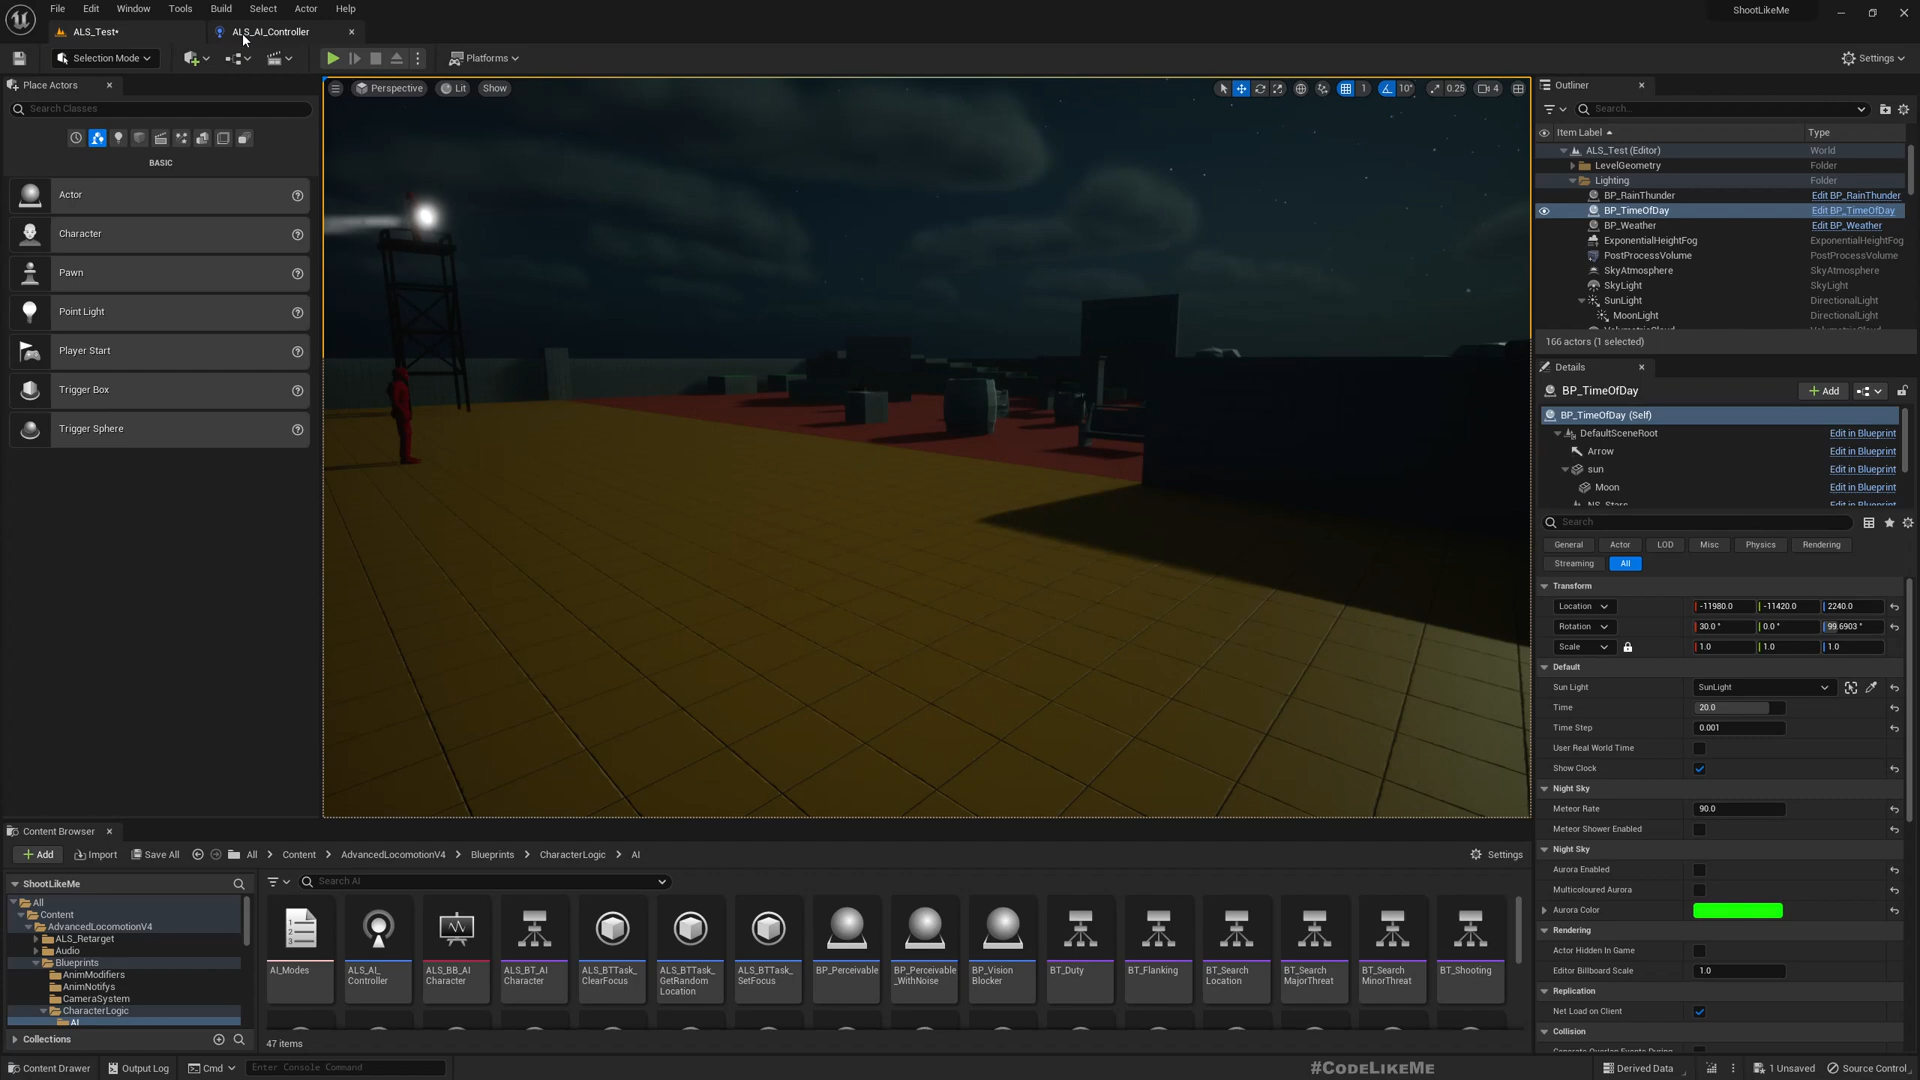 File Edit Window Tools Build Select Actor Help
ShootLikeMe
ALS_Test•
ALS_AI_Controller
Selection Mode
Platforms
Settings
Place Actors
Search Classes
BASIC
Actor
Character
Pawn
Point Light
Player Start
Trigger Box
Trigger Sphere
Perspective
Lit
Show
1
10°
0.25
4
Outliner
Search...
Item Label
Type
ALS_Test (Editor) World
LevelGeometry Folder
Lighting Folder
BP_RainThunder Edit BP_RainThunder
BP_TimeOfDay Edit BP_TimeOfDay
BP_Weather Edit BP_Weather
ExponentialHeightFog ExponentialHeightFog
PostProcessVolume PostProcessVolume
SkyAtmosphere SkyAtmosphere
SkyLight SkyLight
SunLight DirectionalLight
MoonLight DirectionalLight
166 actors (1 selected)
Details
BP_TimeOfDay
Add
BP_TimeOfDay (Self)
DefaultSceneRoot Edit in Blueprint
Arrow Edit in Blueprint
sun Edit in Blueprint
Moon Edit in Blueprint
NS_Stars Edit in Blueprint
Search
General Actor LOD Misc Physics Rendering
Streaming All
Transform
Location -11980.0 -11420.0 2240.0
Rotation 30.0 ° 0.0 ° 99.6903 °
Scale 1.0 1.0 1.0
Default
Sun Light SunLight
Time 20.0
Time Step 0.001
User Real World Time
Show Clock
Night Sky
Meteor Rate 90.0
Meteor Shower Enabled
Night Sky
Aurora Enabled
Multicoloured Aurora
Aurora Color
Rendering
Actor Hidden In Game
Editor Billboard Scale 1.0
Replication
Net Load on Client
Collision
Content Browser
Add
Import
Save All
All
Content
AdvancedLocomotionV4
Blueprints
CharacterLogic
AI
Settings
ShootLikeMe
Search AI
All
Content
AdvancedLocomotionV4
ALS_Retarget
Audio
Blueprints
AnimModifiers
AnimNotifys
CameraSystem
CharacterLogic
AI
Collections
AI_Modes
ALS_AI_
Controller
ALS_BB_AI
Character
ALS_BT_AI
Character
ALS_BTTask_
ClearFocus
ALS_BTTask_
GetRandom
Location
ALS_BTTask_
SetFocus
BP_Perceivable
BP_Perceivable
_WithNoise
BP_Vision
Blocker
BT_Duty
BT_Flanking
BT_Search
Location
BT_Search
MajorThreat
BT_Search
MinorThreat
BT_Shooting
47 items
Content Drawer
Output Log
Cmd
Enter Console Command
#CODELIKEME
Derived Data
1 Unsaved
Source Control